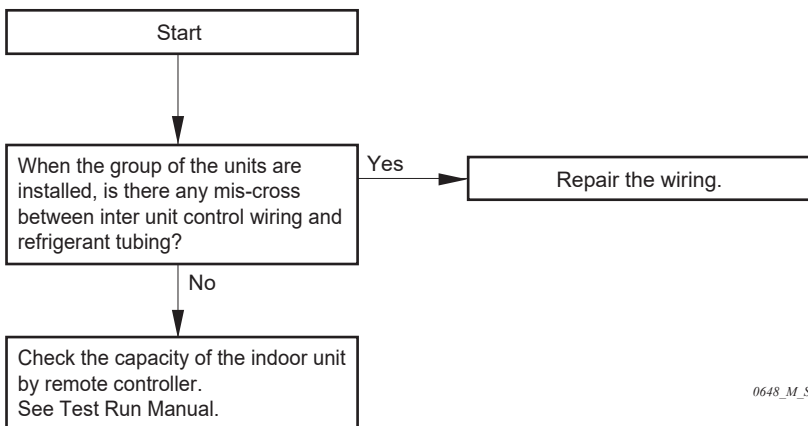 Start
When the group of the units are
installed, is there any mis-cross
between inter unit control wiring and
refrigerant tubing?
Yes
Repair the wiring.
No
Check the capacity of the indoor unit
by remote controller.
See Test Run Manual.
0648_M_S